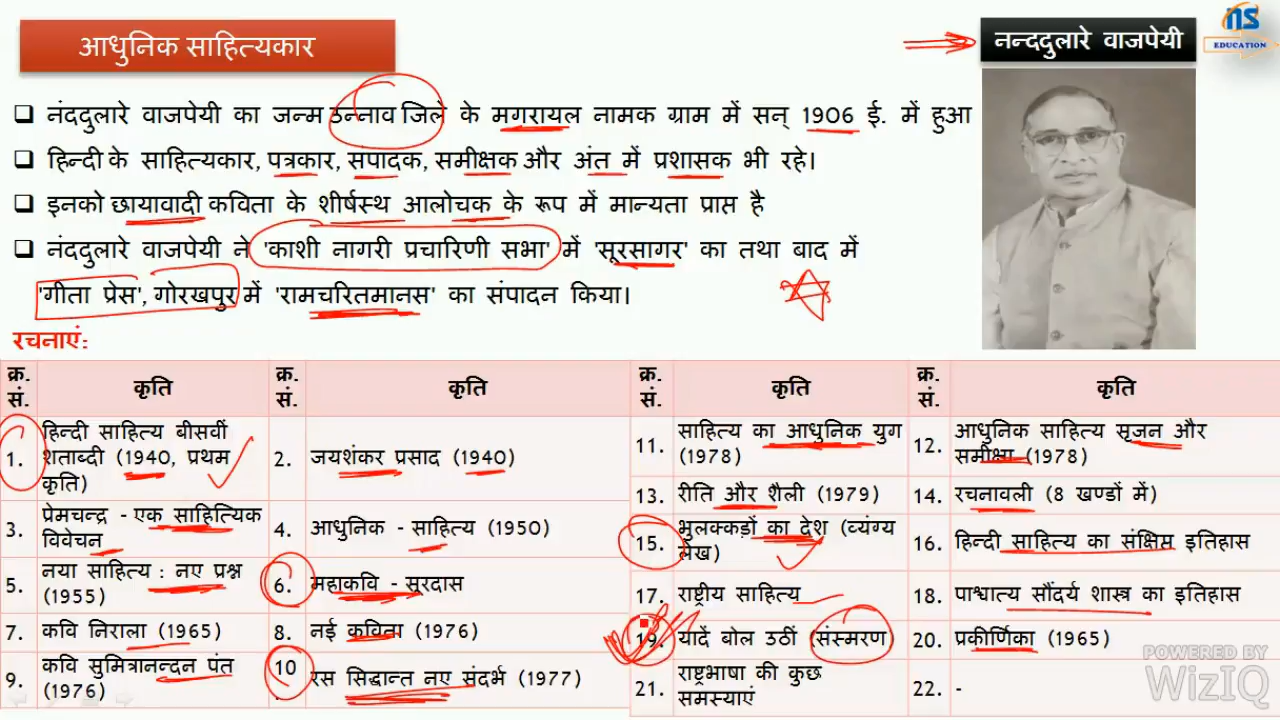 आधुनिक साहित्यकार
नन्ददुलारे वाजपेयी
ns
EDUCATION
❑ नंददुलारे वाजपेयी का जन्म उन्नाव जिले के मगरायल नामक ग्राम में सन् 1906 ई. में हुआ
❑ हिन्दी के साहित्यकार, पत्रकार, संपादक, समीक्षक और अंत में प्रशासक भी रहे।
❑ इनको छायावादी कविता के शीर्षस्थ आलोचक के रूप में मान्यता प्राप्त है
❑ नंददुलारे वाजपेयी ने 'काशी नागरी प्रचारिणी सभा' में 'सूरसागर' का तथा बाद में
'गीता प्रेस', गोरखपुर में 'रामचरितमानस' का संपादन किया।
रचनाएं:
क्र. सं. कृति क्र. सं. कृति क्र. सं. कृति क्र. सं. कृति
1. हिन्दी साहित्य बीसवीं
शताब्दी (1940, प्रथम
कृति)
2. जयशंकर प्रसाद (1940)
11. साहित्य का आधुनिक युग
(1978)
12. आधुनिक साहित्य सृजन और
समीक्षा (1978)
3. प्रेमचन्द्र - एक साहित्यिक
विवेचन
4. आधुनिक - साहित्य (1950)
13. रीति और शैली (1979)
14. रचनावली (8 खण्डों में)
15. भुलक्कड़ों का देश (व्यंग्य
लेख)
16. हिन्दी साहित्य का संक्षिप्त इतिहास
5. नया साहित्य : नए प्रश्न
(1955)
6. महाकवि - सूरदास
17. राष्ट्रीय साहित्य
18. पाश्चात्य सौंदर्य शास्त्र का इतिहास
7. कवि निराला (1965)
8. नई कविता (1976)
19. यादें बोल उठीं (संस्मरण
20. प्रकीर्णिका (1965)
9. कवि सुमित्रानन्दन पंत
(1976)
10 रस सिद्धान्त नए संदर्भ (1977)
21. राष्ट्रभाषा की कुछ
समस्याएं
22. -
POWERED BY
WizIQ